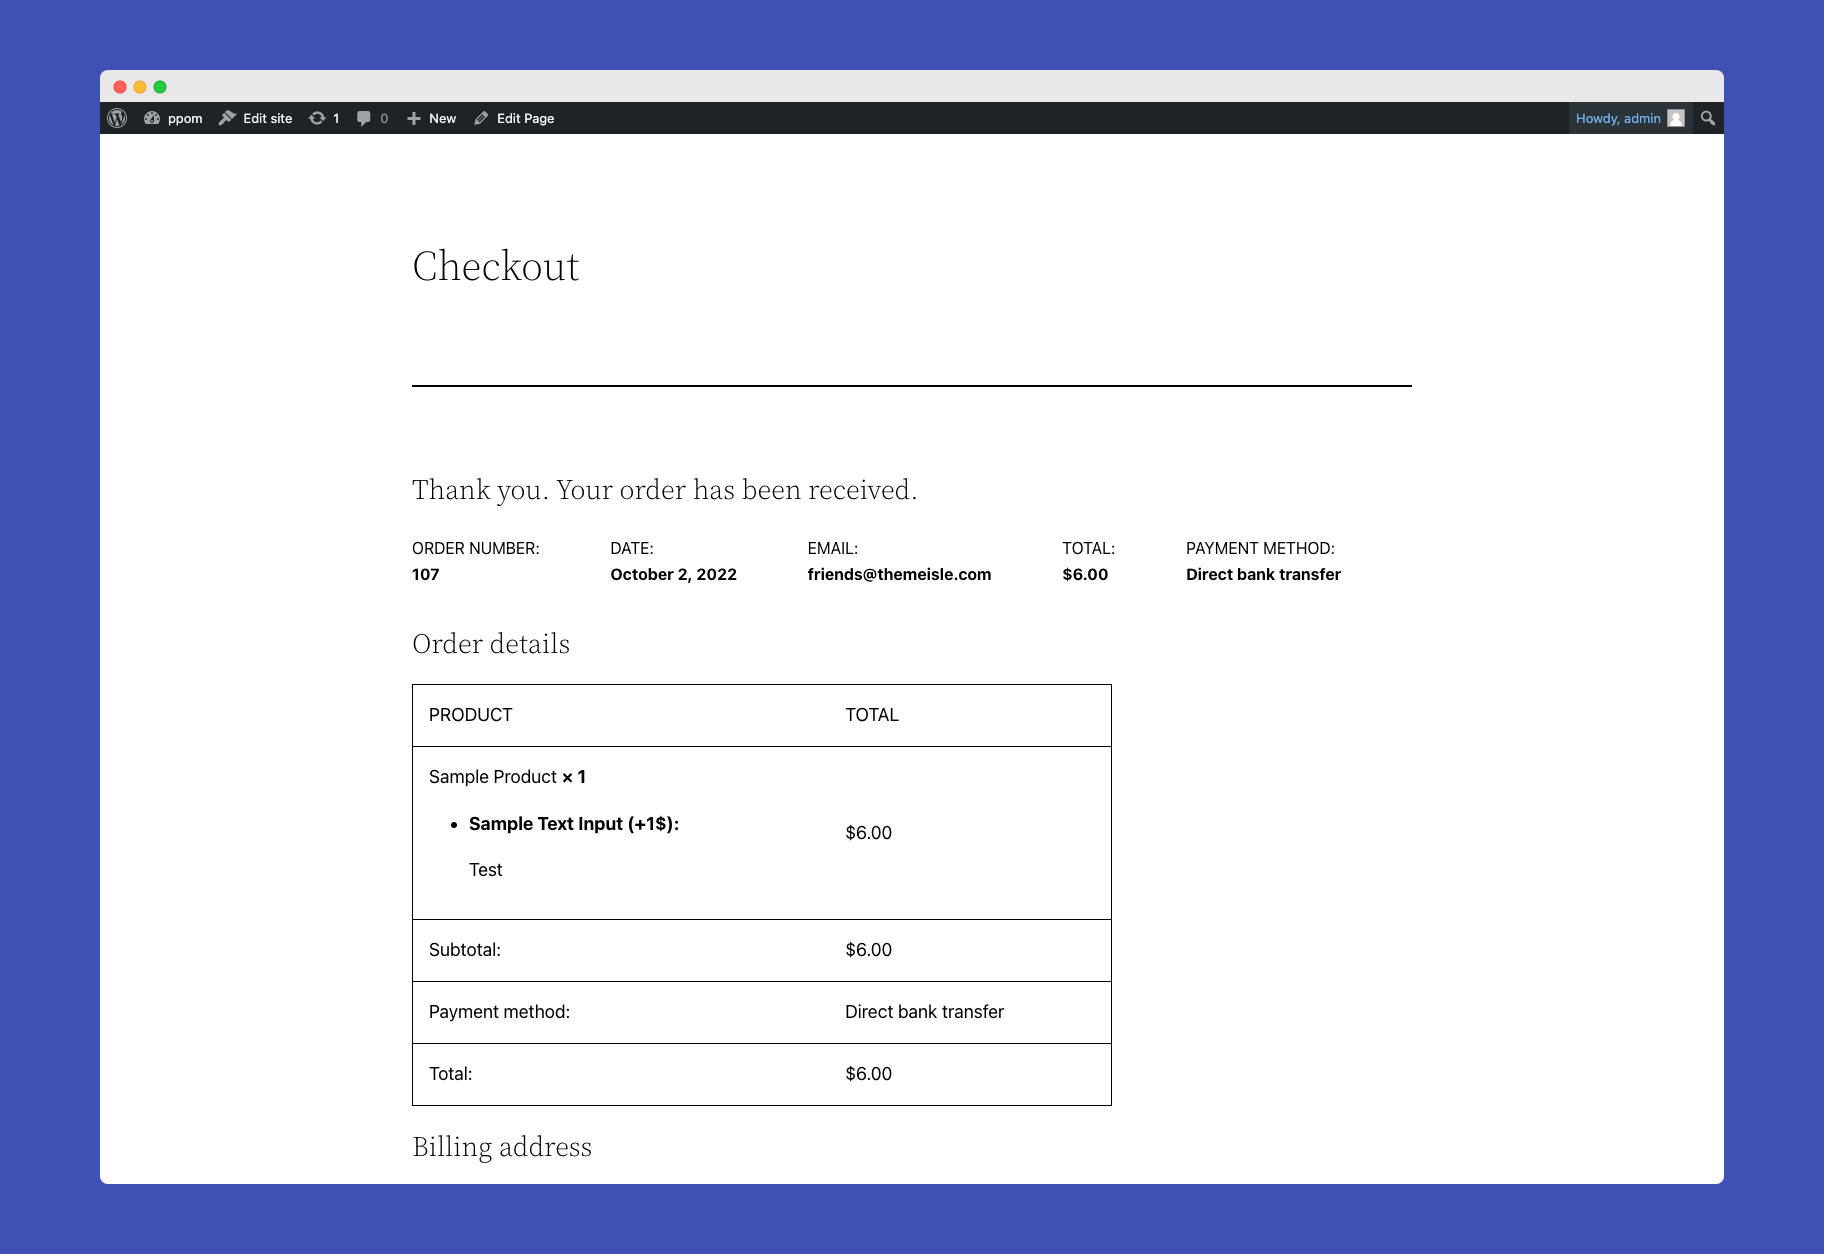 ppom Edit site 1 0 New Edit Page Howdy, admin
Checkout
Thank you. Your order has been received.
ORDER NUMBER: DATE: EMAIL: TOTAL: PAYMENT METHOD:
107 October 2, 2022 friends@themeisle.com $6.00 Direct bank transfer
Order details
PRODUCT TOTAL
Sample Product × 1
• Sample Text Input (+1$):
$6.00
Test
Subtotal: $6.00
Payment method: Direct bank transfer
Total: $6.00
Billing address